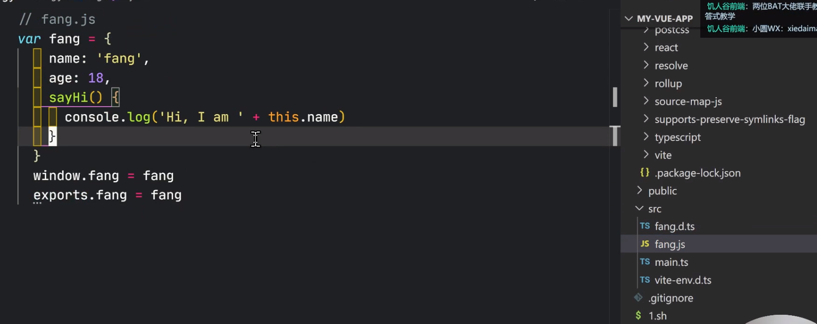 // fang.js
var fang = {
name: 'fang',
age: 18,
sayHi() {
console.log('Hi, I am ' + this.name)
}
}
window.fang = fang
exports.fang = fang
饥人谷前端：两位BAT大佬联手教
答式教学
饥人谷前端：小圆WX：xiedaim
MY-VUE-APP
postcss
react
resolve
rollup
source-map-js
supports-preserve-symlinks-flag
typescript
vite
{} .package-lock.json
public
src
TS fang.d.ts
JS fang.js
TS main.ts
TS vite-env.d.ts
.gitignore
$ 1.sh